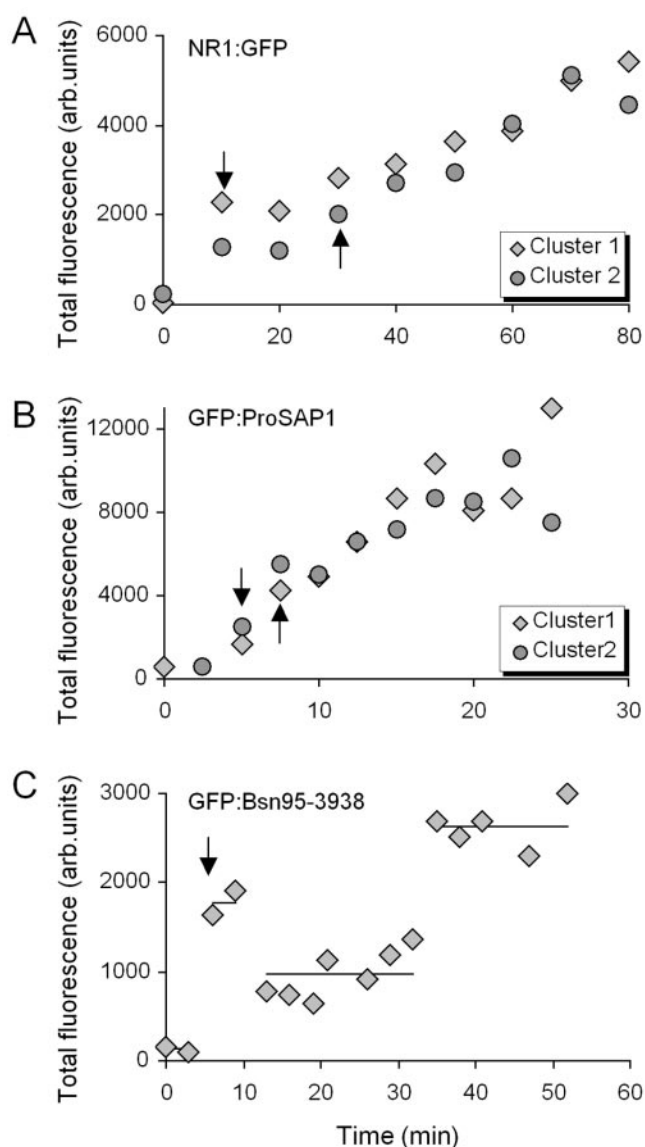 A
NR1:GFP
Total fluorescence (arb.units)
6000
4000
2000
0
Cluster 1
Cluster 2
0 20 40 60 80
B
GFP:ProSAP1
Total fluorescence (arb.units)
12000
8000
4000
0
Cluster1
Cluster2
0 10 20 30
C
GFP:Bsn95-3938
Total fluorescence (arb.units)
3000
2000
1000
0
0 10 20 30 40 50 60
Time (min)